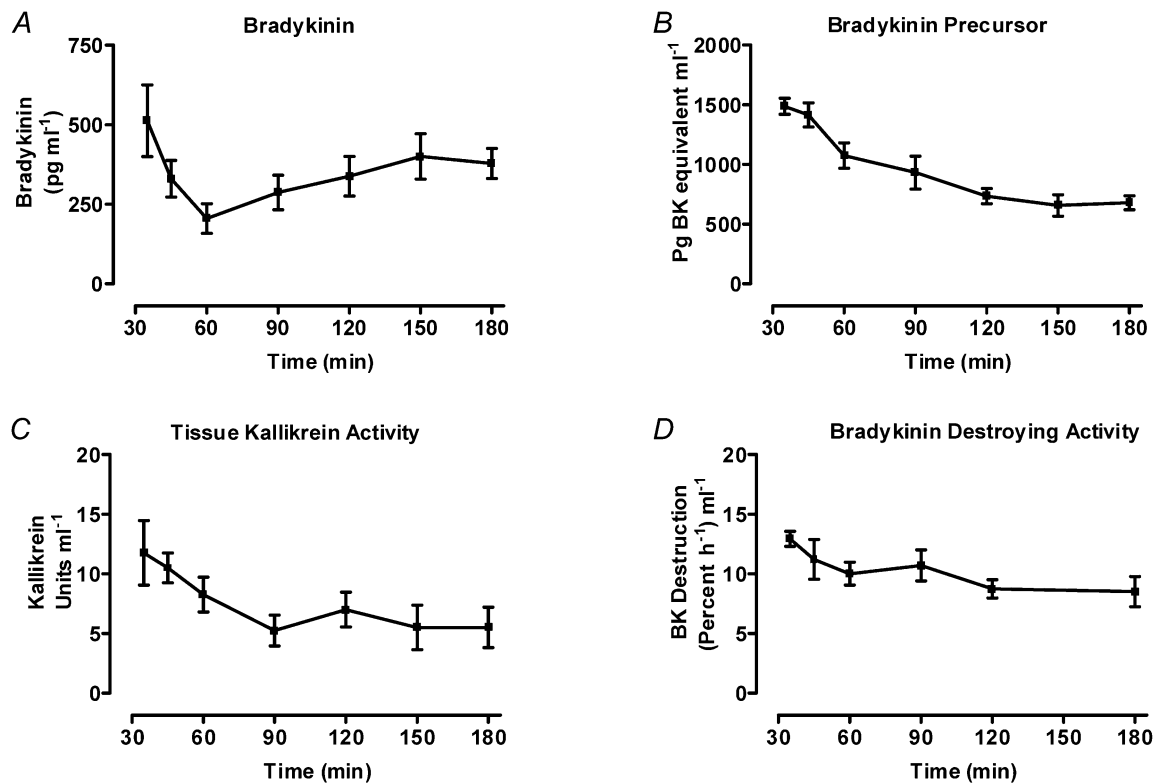 A
Bradykinin
Bradykinin
(pg ml⁻¹)
750
500
250
0
30 60 90 120 150 180
Time (min)
B
Bradykinin Precursor
Pg BK equivalent ml⁻¹
2000
1500
1000
500
0
30 60 90 120 150 180
Time (min)
C
Tissue Kallikrein Activity
Kallikrein
Units ml⁻¹
20
15
10
5
0
30 60 90 120 150 180
Time (min)
D
Bradykinin Destroying Activity
BK Destruction
(Percent h⁻¹) ml⁻¹
20
15
10
5
0
30 60 90 120 150 180
Time (min)